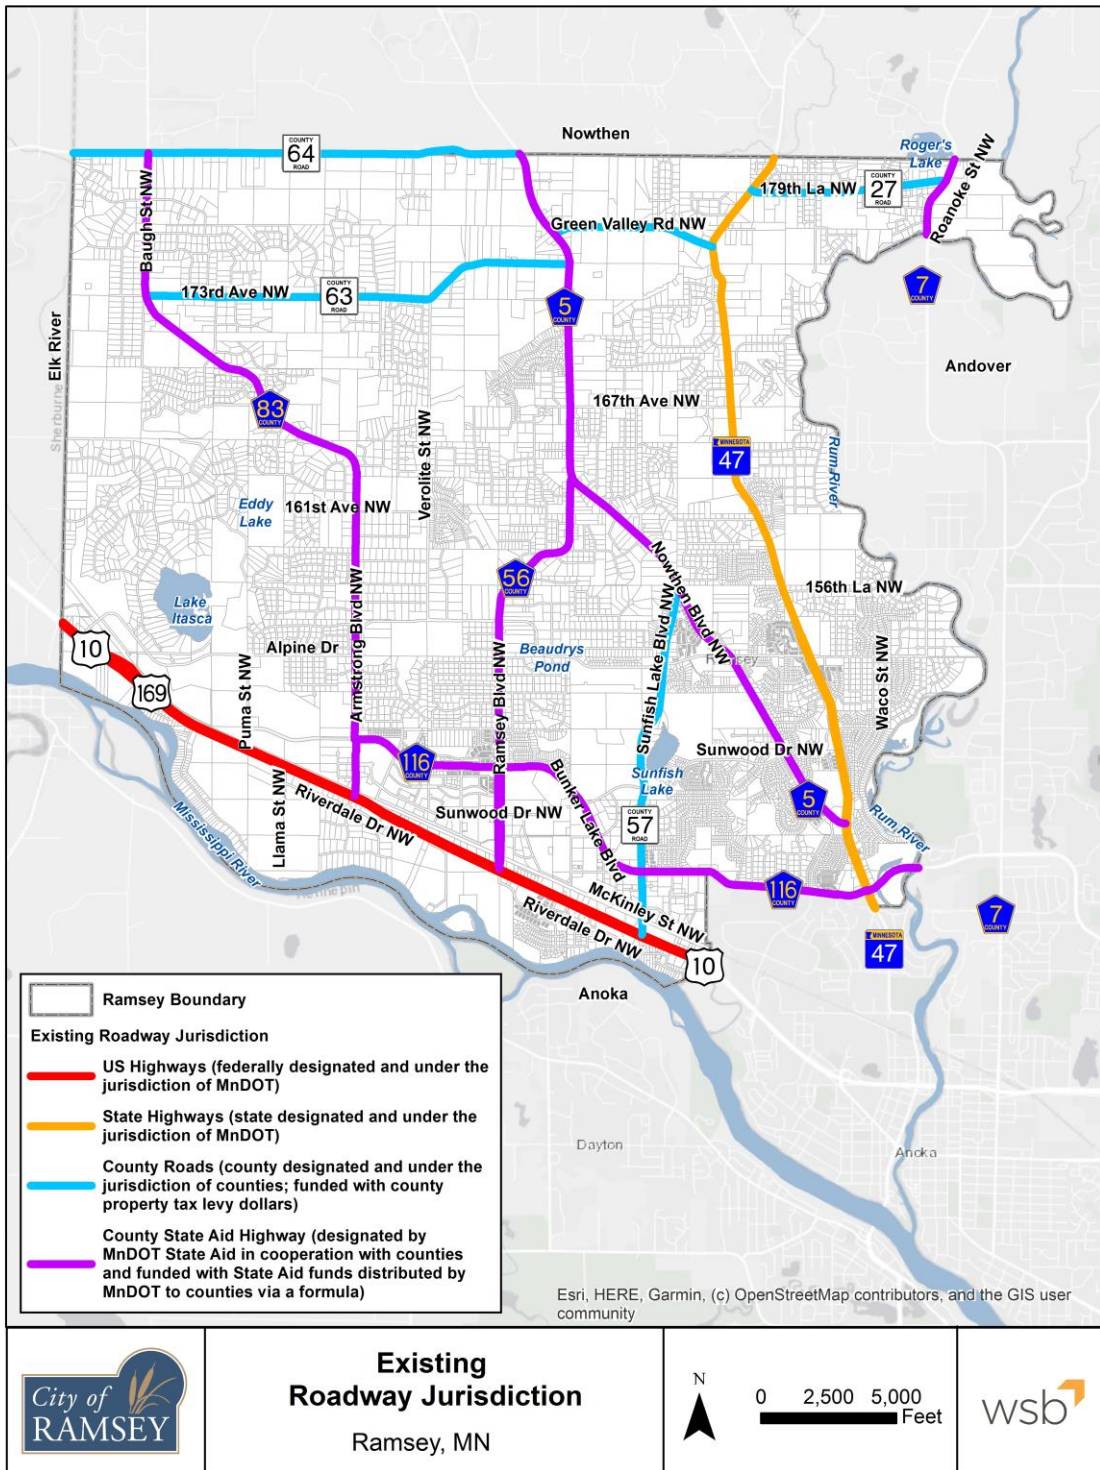 Nowthen
COUNTY
64
ROAD
Roger's
Lake
179th La NW
COUNTY
27
ROAD
Roanoke St NW
Baugh St NW
Green Valley Rd NW
173rd Ave NW
COUNTY
63
ROAD
5
COUNTY
7
COUNTY
Elk River
Sherburne
Andover
83
COUNTY
167th Ave NW
Verolite St NW
MINNESOTA
47
Rum River
Eddy
Lake
161st Ave NW
56
COUNTY
Nowthen Blvd NW
156th La NW
Lake
Itasca
Armstrong Blvd NW
Alpine Dr
Beaudrys
Pond
Ramsey
Sunfish Lake Blvd NW
Waco St NW
10
169
Puma St NW
Ramsey Blvd NW
116
COUNTY
Sunwood Dr NW
Sunfish
Lake
Bunker Lake Blvd
5
COUNTY
Llama St NW
Riverdale Dr NW
Sunwood Dr NW
COUNTY
57
ROAD
Rum River
Mississippi River
Hennepin
McKinley St NW
116
COUNTY
7
COUNTY
Riverdale Dr NW
MINNESOTA
47
10
Anoka
Dayton
Anoka
Ramsey Boundary
Existing Roadway Jurisdiction
US Highways (federally designated and under the
jurisdiction of MnDOT)
State Highways (state designated and under the
jurisdiction of MnDOT)
County Roads (county designated and under the
jurisdiction of counties; funded with county
property tax levy dollars)
County State Aid Highway (designated by
MnDOT State Aid in cooperation with counties
and funded with State Aid funds distributed by
MnDOT to counties via a formula)
Esri, HERE, Garmin, (c) OpenStreetMap contributors, and the GIS user
community
City of
RAMSEY
Existing
Roadway Jurisdiction
Ramsey, MN
N
0 2,500 5,000
Feet
wsb